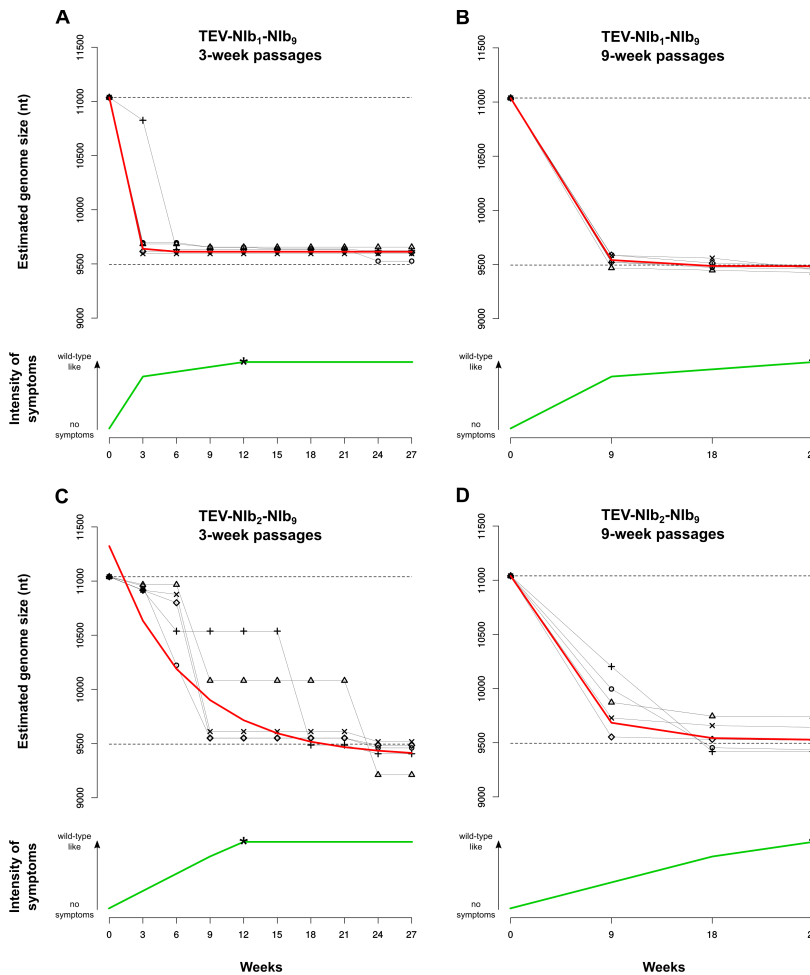 A
TEV-NIb1-NIb9
3-week passages
Estimated genome size (nt)
11500
11000
10500
10000
9500
9000
Intensity of
symptoms
wild-type
like
no
symptoms
*
0 3 6 9 12 15 18 21 24 27
B
TEV-NIb1-NIb9
9-week passages
11500
11000
10500
10000
9500
9000
wild-type
like
no
symptoms
0 9 18
C
TEV-NIb2-NIb9
3-week passages
Estimated genome size (nt)
11500
11000
10500
10000
9500
9000
Intensity of
symptoms
wild-type
like
no
symptoms
*
0 3 6 9 12 15 18 21 24 27
Weeks
D
TEV-NIb2-NIb9
9-week passages
11500
11000
10500
10000
9500
9000
wild-type
like
no
symptoms
0 9 18
Weeks